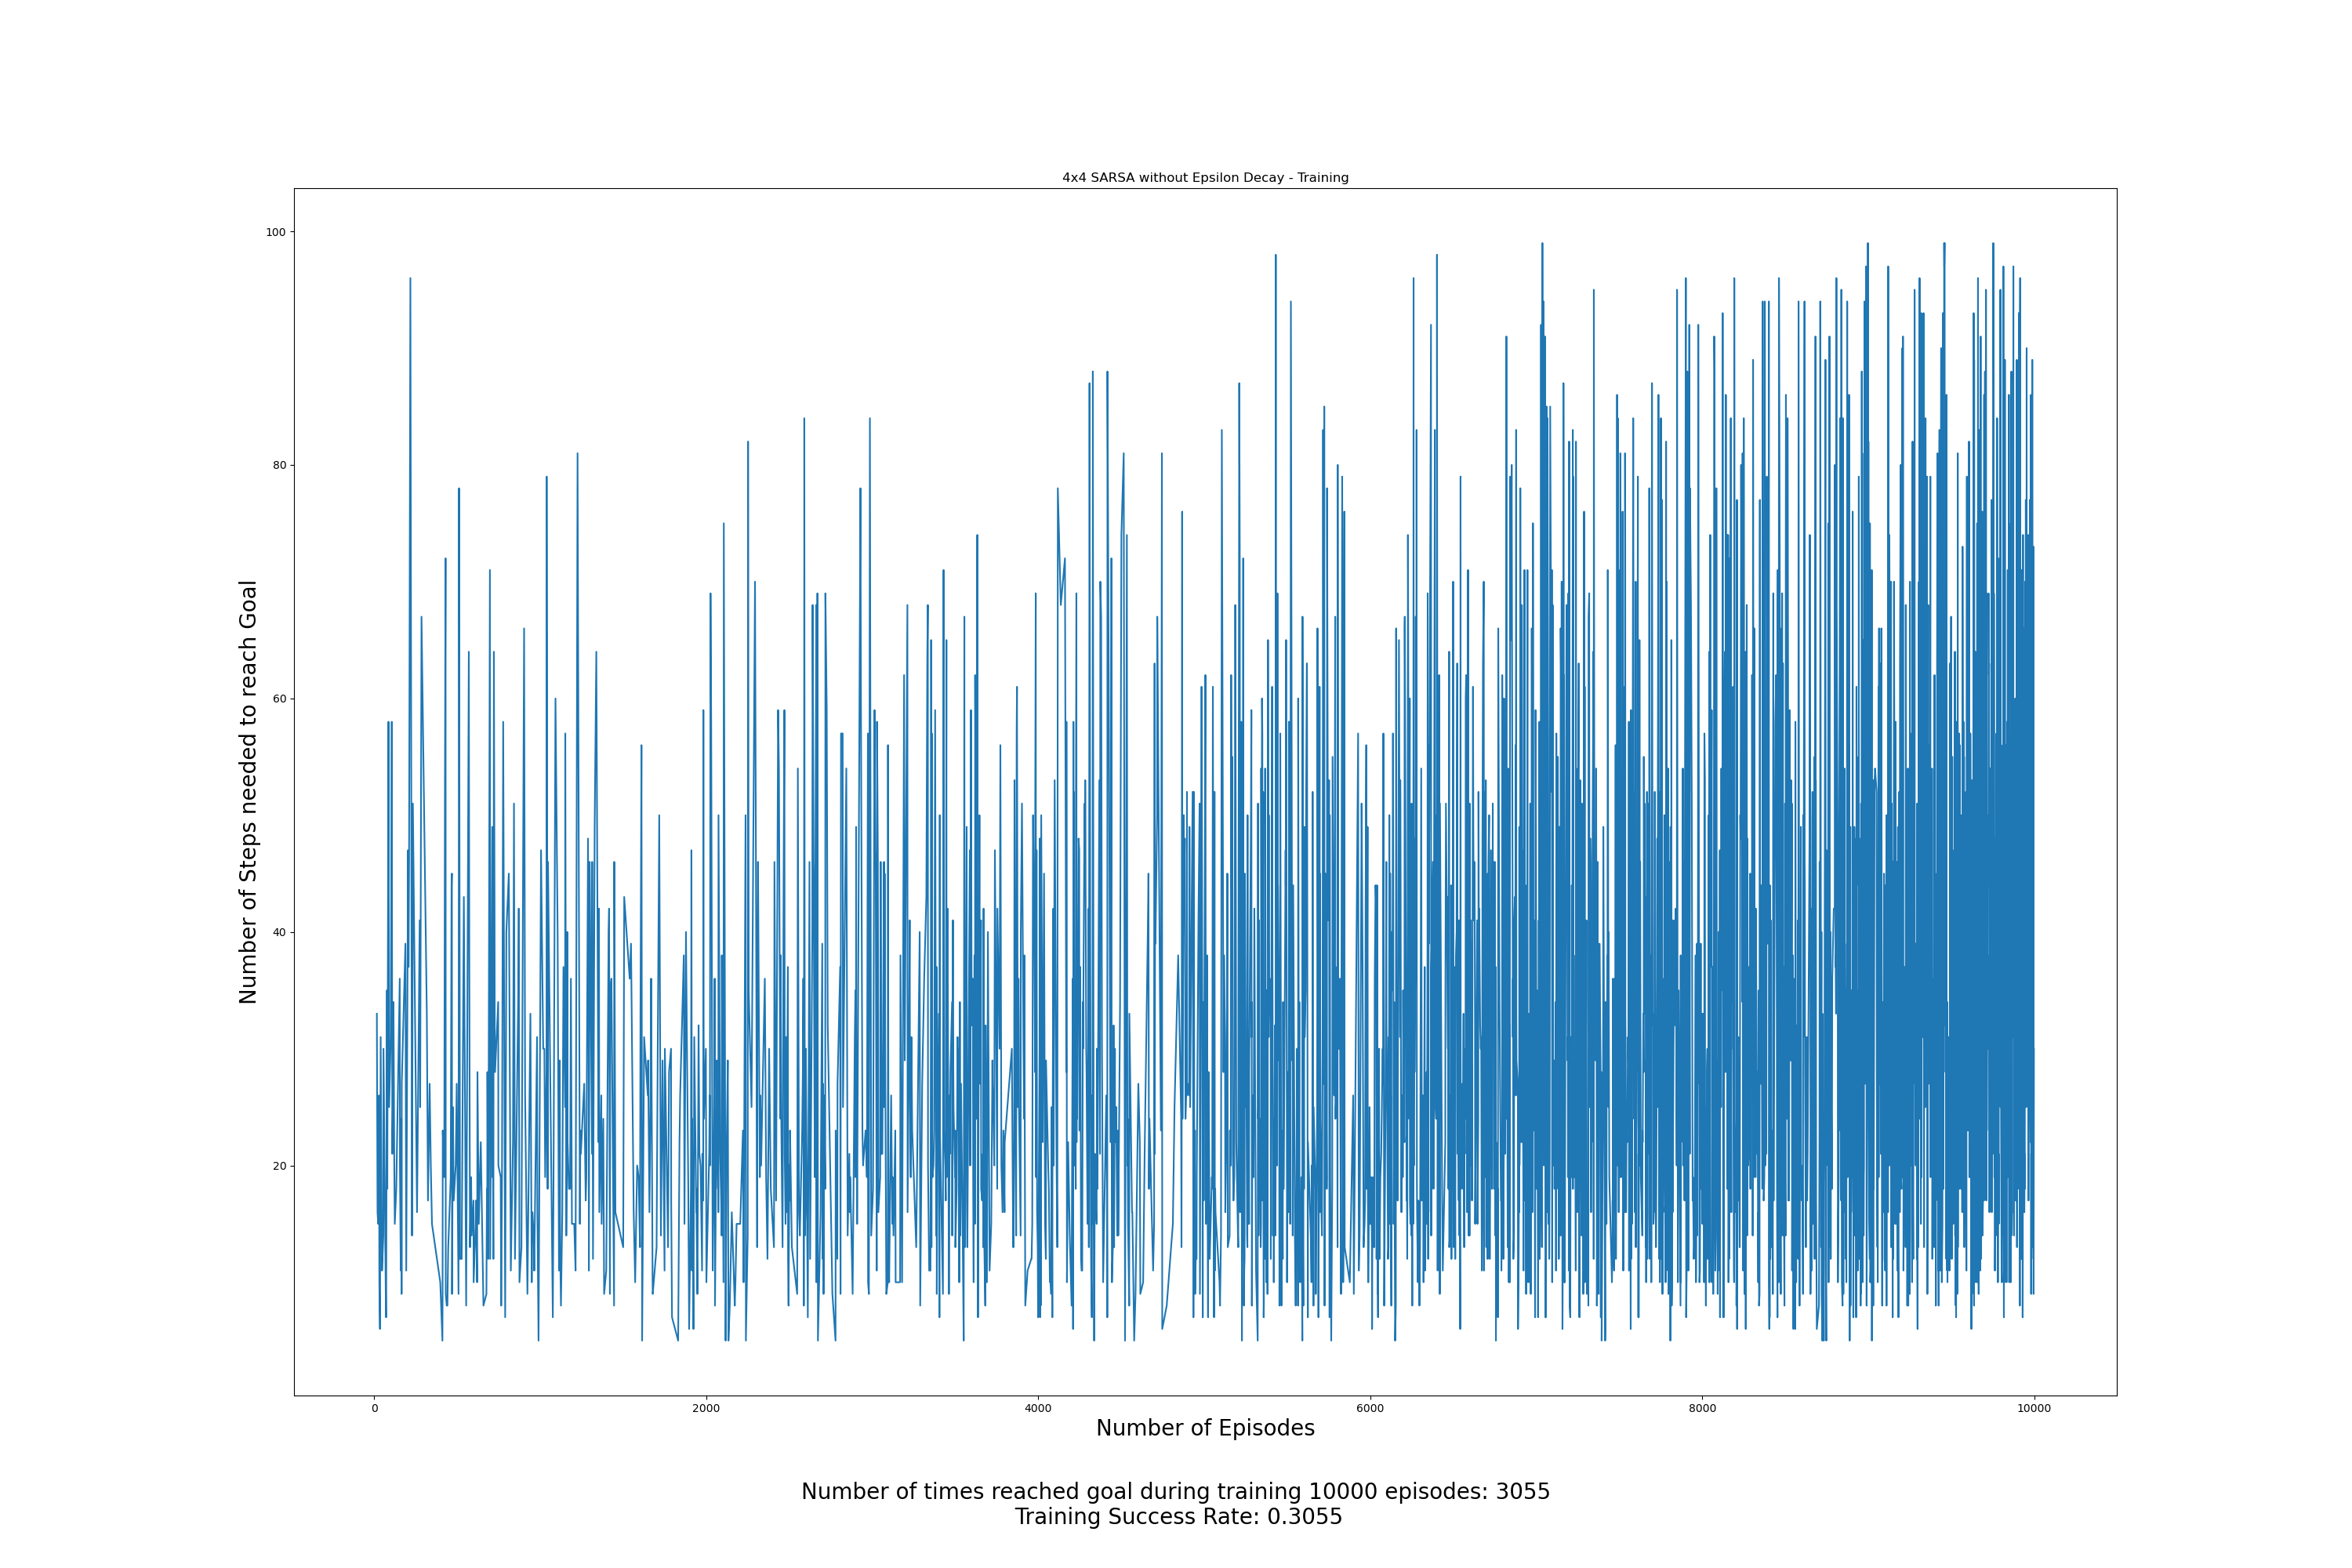 4x4 SARSA without Epsilon Decay - Training
100
80
60
40
20
Number of Steps needed to reach Goal
0
2000
4000
6000
8000
10000
Number of Episodes
Number of times reached goal during training 10000 episodes: 3055
Training Success Rate: 0.3055